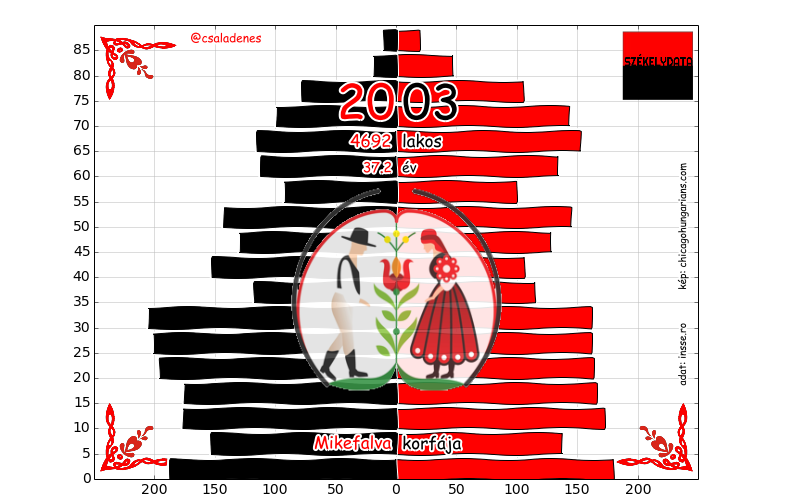 @csaladenes
SZÉKELYDATA
2003
4692 lakos
37.2 év
kép: chicagohungarians.com
adat: insse.ro
Mikefalva korfája
85
80
75
70
65
60
55
50
45
40
35
30
25
20
15
10
5
0
200 150 100 50 0 50 100 150 200